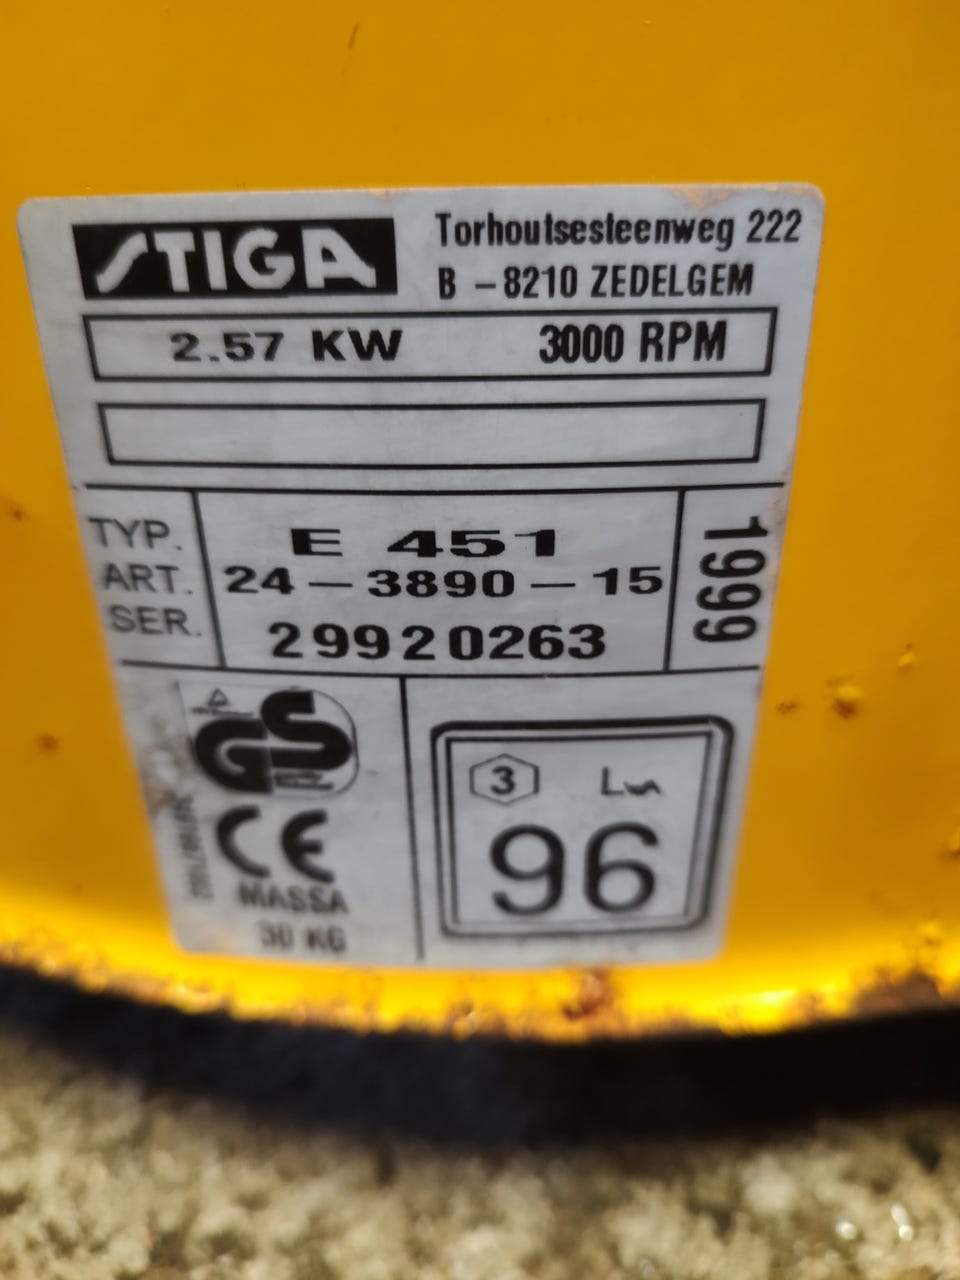 STIGA
Torhoutsesteenweg 222
B - 8210 ZEDELGEM
2.57 KW 3000 RPM
TYP. E 451
ART. 24-3890-15
SER. 29920263
1999
GS
CE
MASSA
30 KG
3
96